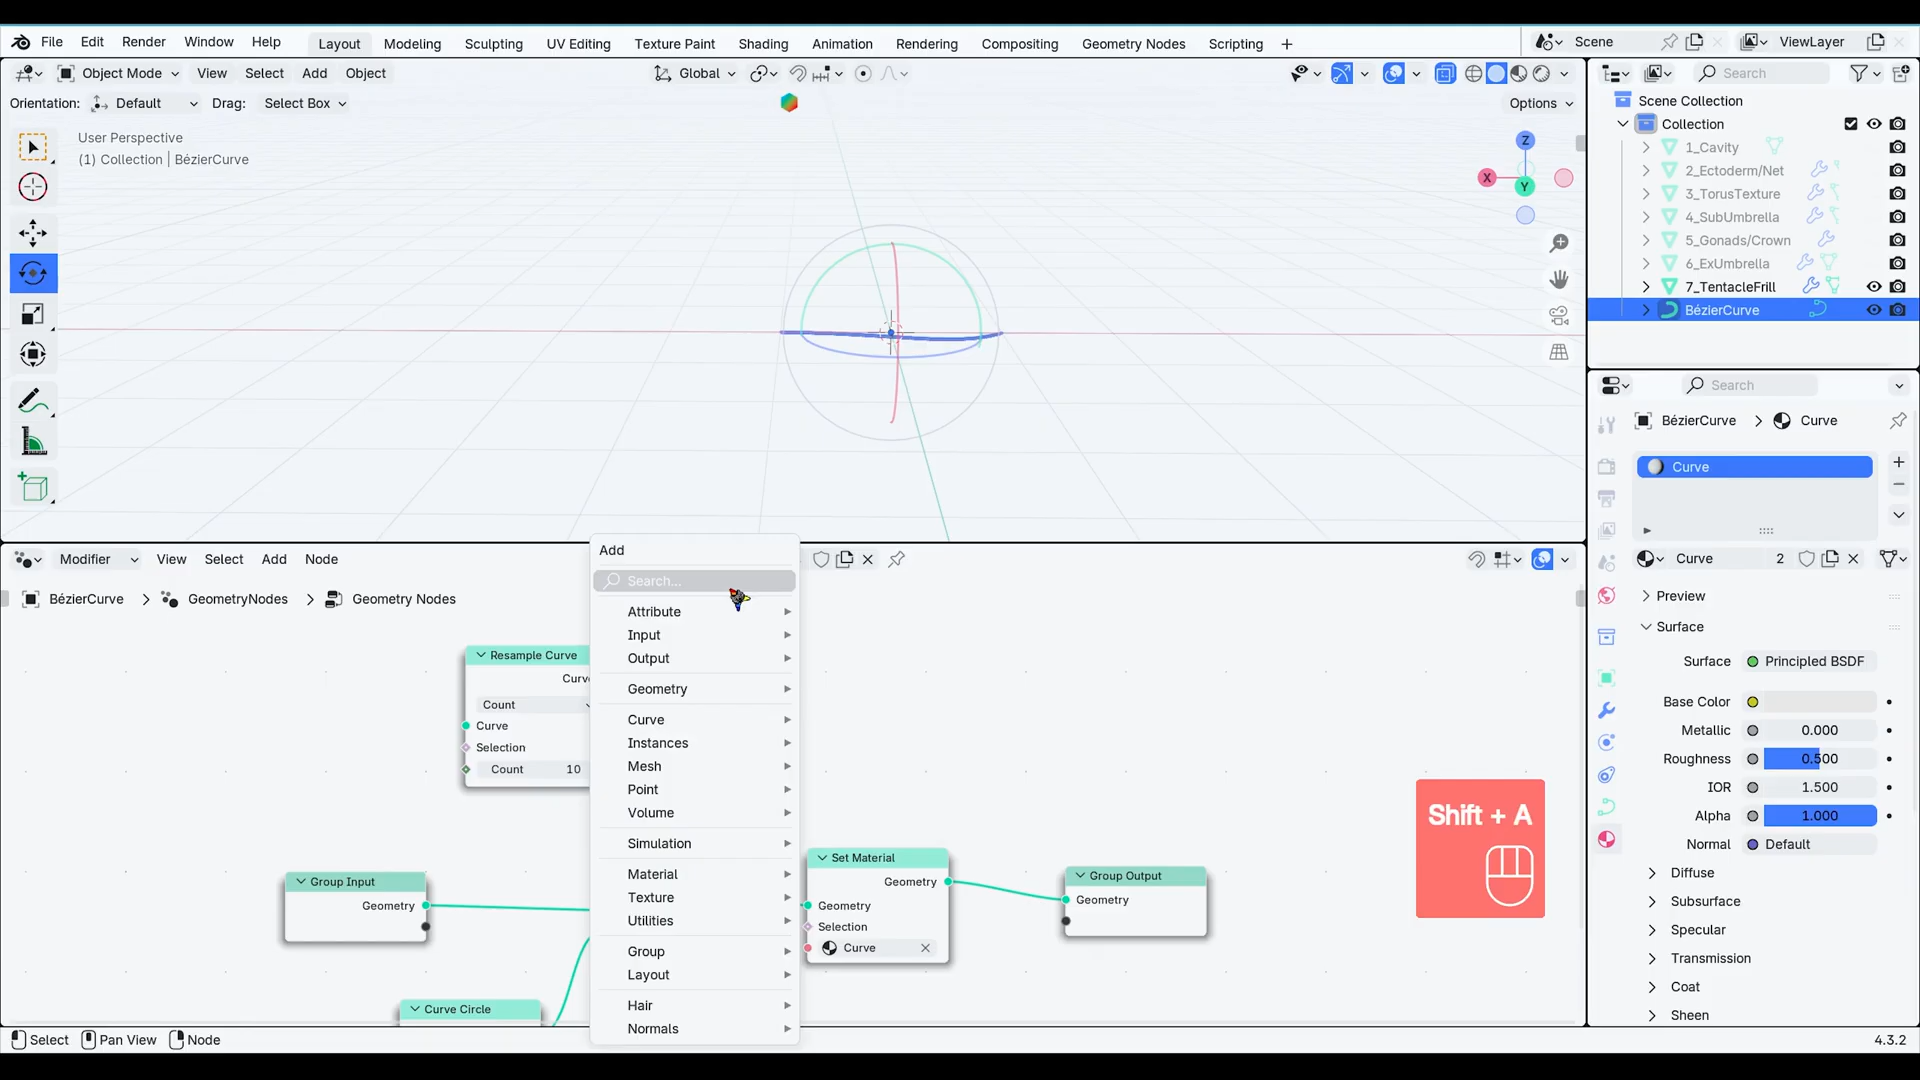 File Edit Render Window Help Layout Modeling Sculpting UV Editing Texture Paint Shading Animation Rendering Compositing Geometry Nodes Scripting + Scene ViewLayer
Object Mode View Select Add Object Global Search
Orientation: Default Drag: Select Box Options
User Perspective
(1) Collection | BézierCurve
Z
X
Y
Scene Collection
Collection
1_Cavity
2_Ectoderm/Net
3_TorusTexture
4_SubUmbrella
5_Gonads/Crown
6_ExUmbrella
7_TentacleFrill
BézierCurve
Search
BézierCurve > Curve
Curve
Curve 2
Preview
Surface
Surface Principled BSDF
Base Color
Metallic 0.000
Roughness 0.500
IOR 1.500
Alpha 1.000
Normal Default
Diffuse
Subsurface
Specular
Transmission
Coat
Sheen
Modifier View Select Add Node
BézierCurve > GeometryNodes > Geometry Nodes
Add
Search...
Attribute
Input
Output
Geometry
Curve
Instances
Mesh
Point
Volume
Simulation
Material
Texture
Utilities
Group
Layout
Hair
Normals
Resample Curve
Curv
Count
Curve
Selection
Count 10
Group Input
Geometry
Curve Circle
Set Material
Geometry
Geometry
Selection
Curve
Group Output
Geometry
Shift + A
Select Pan View Node
4.3.2